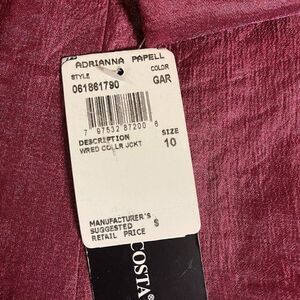 ADRIANNA PAPELL
STYLE COLOR
061861790 GAR
7 97532 87200 6
DESCRIPTION SIZE
WRED COLLR JCKT 10
MANUFACTURER'S
SUGGESTED $
RETAIL PRICE
COSTA®